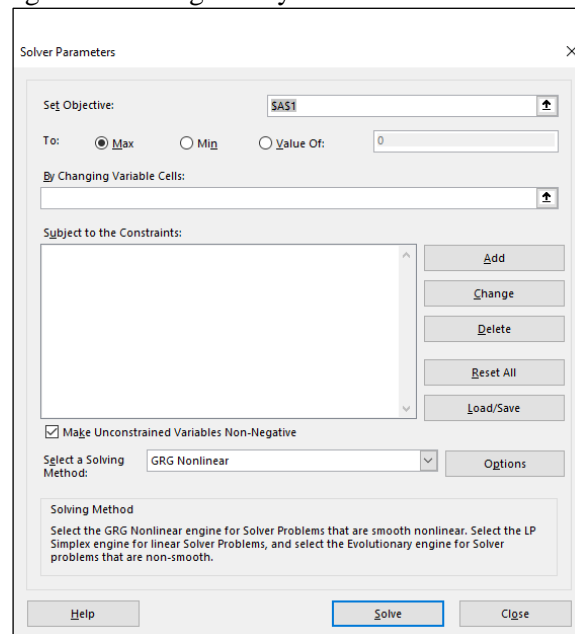 Solver Parameters
Set Objective:
$A$1
To:
Max
Min
Value Of:
0
By Changing Variable Cells:
Subject to the Constraints:
Add
Change
Delete
Reset All
Load/Save
Make Unconstrained Variables Non-Negative
Select a Solving
Method:
GRG Nonlinear
Options
Solving Method
Select the GRG Nonlinear engine for Solver Problems that are smooth nonlinear. Select the LP
Simplex engine for linear Solver Problems, and select the Evolutionary engine for Solver
problems that are non-smooth.
Help
Solve
Close